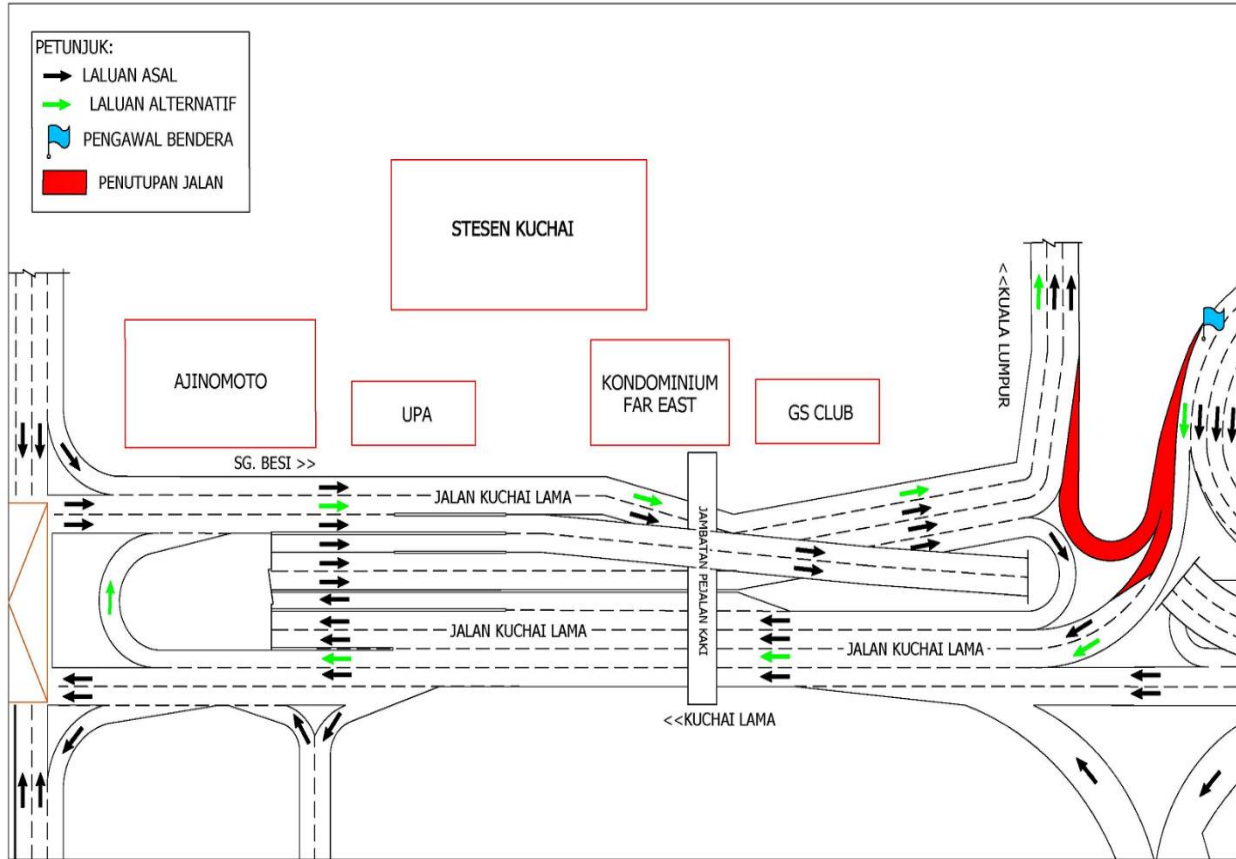 PETUNJUK:
LALUAN ASAL
LALUAN ALTERNATIF
PENGAWAL BENDERA
PENUTUPAN JALAN
STESEN KUCHAI
<<KUALA LUMPUR
AJINOMOTO
UPA
KONDOMINIUM
FAR EAST
GS CLUB
SG. BESI >>
JALAN KUCHAI LAMA
JAMBATAN PEJALAN KAKI
JALAN KUCHAI LAMA
JALAN KUCHAI LAMA
<<KUCHAI LAMA